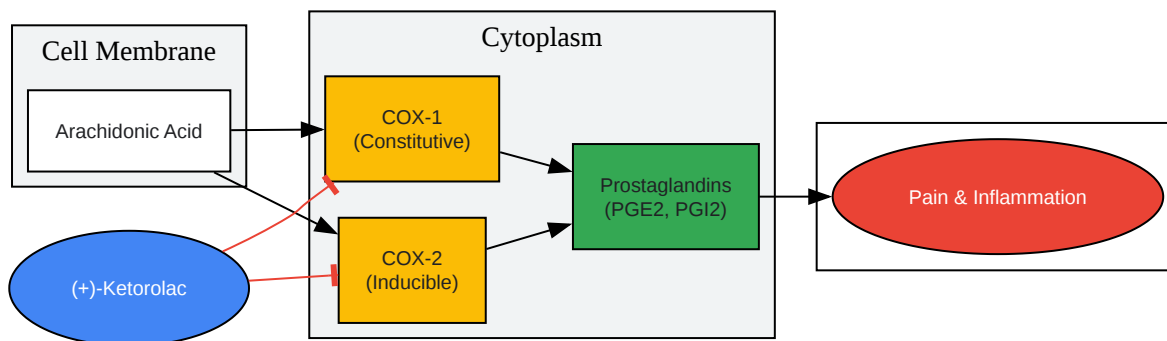 Cell Membrane
Arachidonic Acid
(+)-Ketorolac
Cytoplasm
COX-1
(Constitutive)
COX-2
(Inducible)
Prostaglandins
(PGE2, PGI2)
Pain & Inflammation